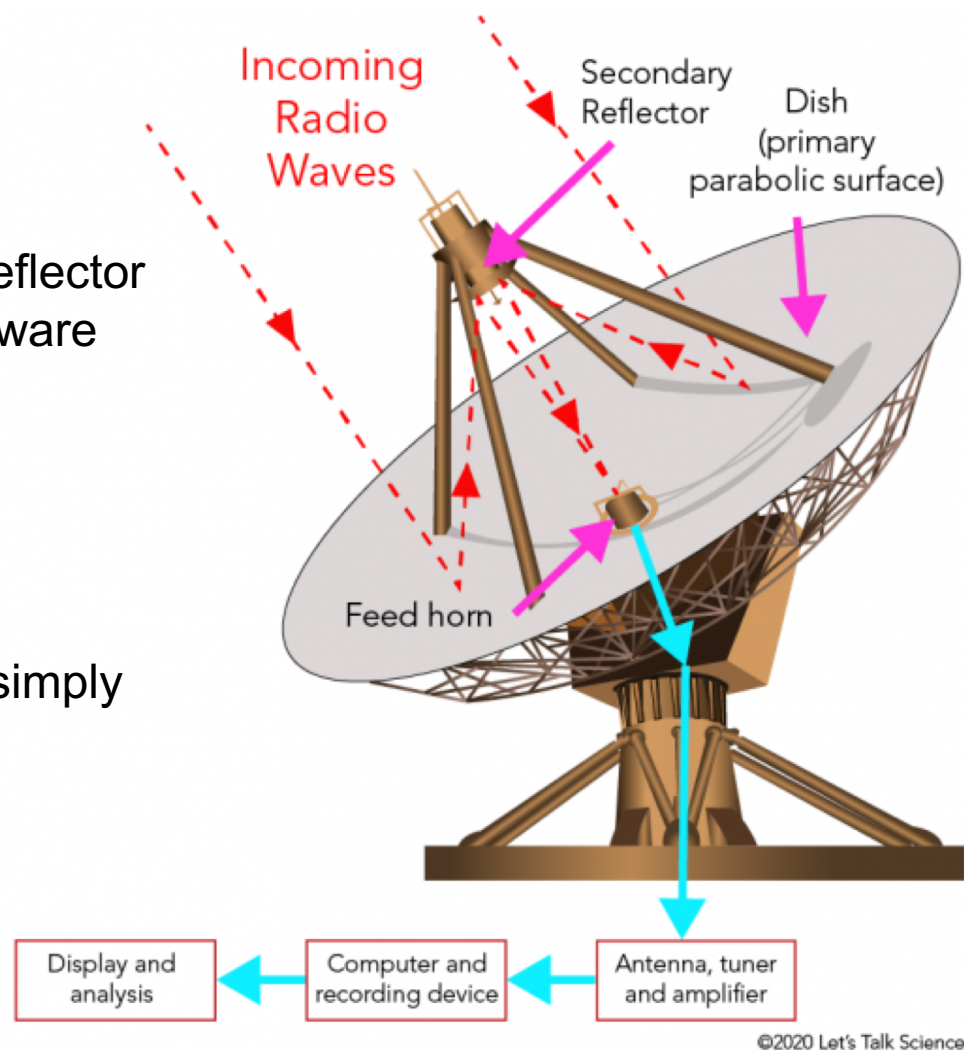 Incoming
Radio
Waves
Secondary
Reflector
Dish
(primary
parabolic surface)
eflector
ware
Feed horn
simply
Display and
analysis
Computer and
recording device
Antenna, tuner
and amplifier
©2020 Let's Talk Science